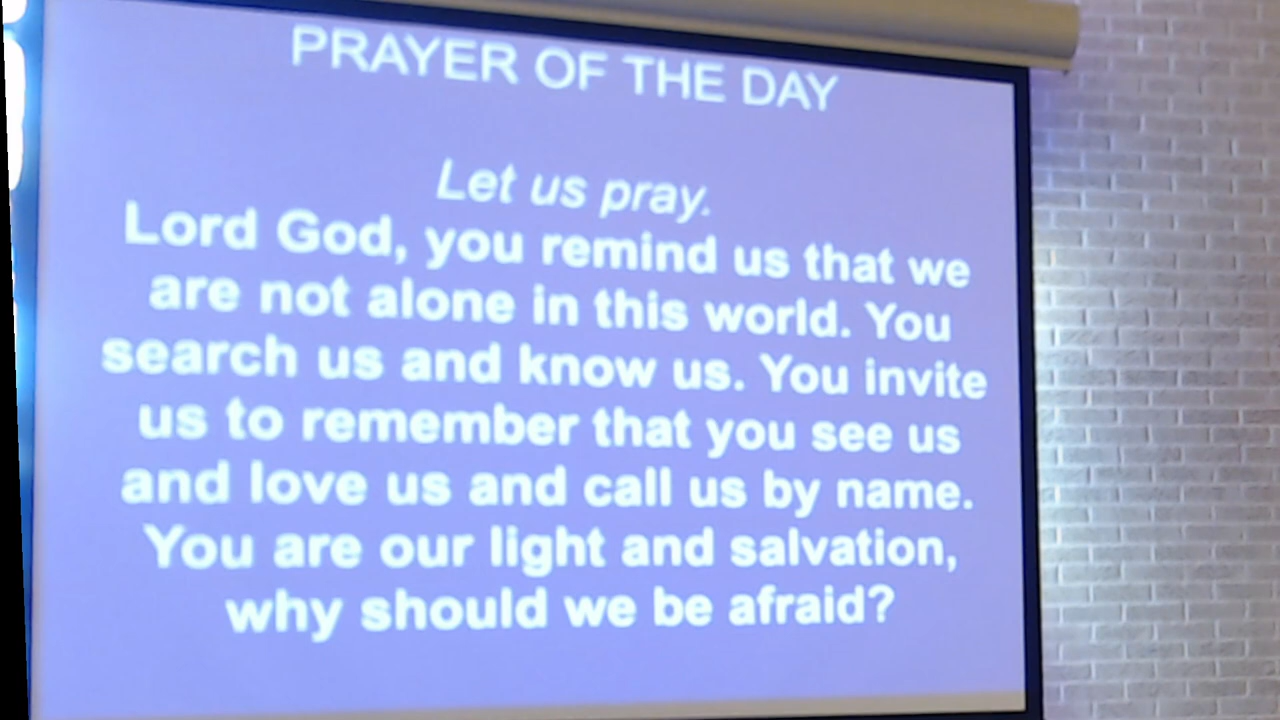 PRAYER OF THE DAY
Let us pray.
Lord God, you remind us that we
are not alone in this world. You
search us and know us. You invite
us to remember that you see us
and love us and call us by name.
You are our light and salvation,
why should we be afraid?